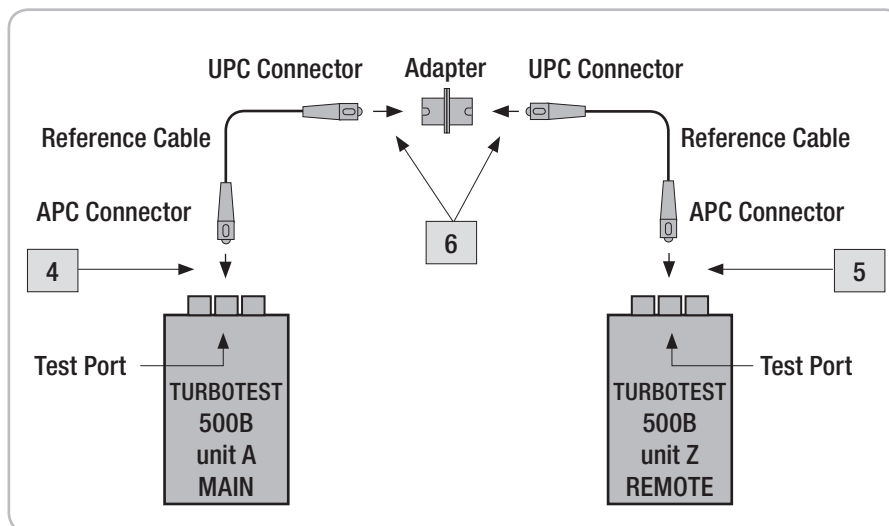 UPC Connector
Adapter
UPC Connector
Reference Cable
Reference Cable
APC Connector
APC Connector
6
4
5
Test Port
Test Port
TURBOTEST
500B
unit A
MAIN
TURBOTEST
500B
unit Z
REMOTE